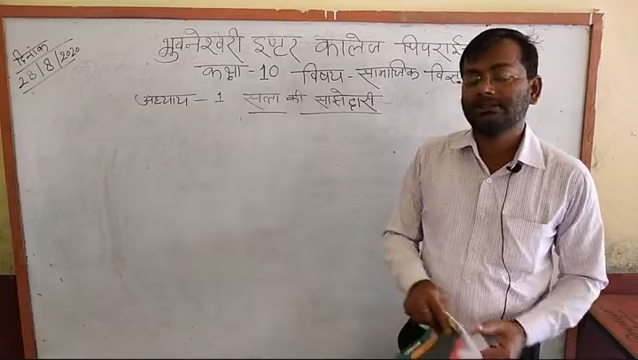 दिनांक
28/8/2020
भुवनेश्वरी इण्टर कालेज पिपराई
कक्षा - 10 विषय - सामाजिक
अध्याय - 1 सत्ता की साझेदारी